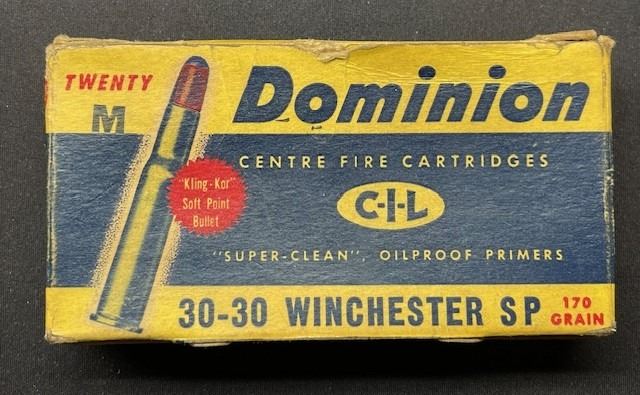 TWENTY
M
Dominion
CENTRE FIRE CARTRIDGES
"Kling-Kor"
Soft Point
Bullet
C-I-L
"SUPER-CLEAN", OILPROOF PRIMERS
30-30 WINCHESTER SP
170
GRAIN